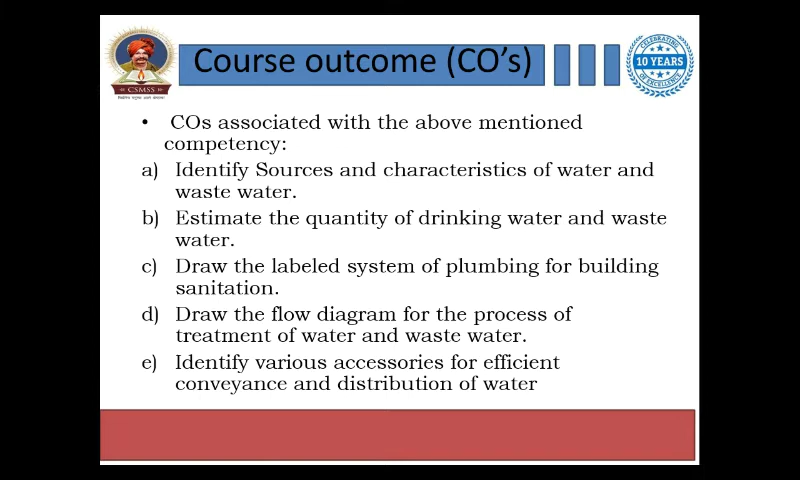 Course outcome (CO's)
CSMSS
CELEBRATING
10 YEARS
OF EXCELLENCE
• COs associated with the above mentioned
competency:
a) Identify Sources and characteristics of water and
waste water.
b) Estimate the quantity of drinking water and waste
water.
c) Draw the labeled system of plumbing for building
sanitation.
d) Draw the flow diagram for the process of
treatment of water and waste water.
e) Identify various accessories for efficient
conveyance and distribution of water